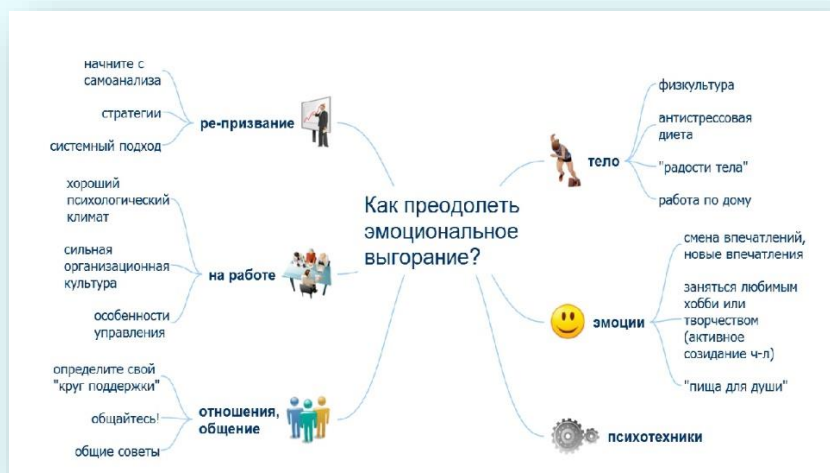 Как преодолеть
эмоциональное
выгорание?
ре-призвание
начните с
самоанализа
стратегии
системный подход
на работе
хороший
психологический
климат
сильная
организационная
культура
особенности
управления
отношения,
общение
определите свой
"круг поддержки"
общайтесь!
общие советы
тело
физкультура
антистрессовая
диета
"радости тела"
работа по дому
эмоции
смена впечатлений,
новые впечатления
заняться любимым
хобби или
творчеством
(активное
созидание ч-л)
"пища для души"
психотехники